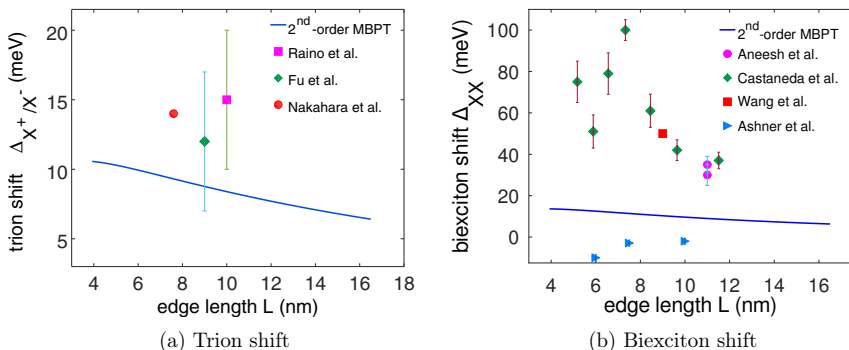 (a)
(b)
20
15
10
5
trion shift Δ_X⁺/X⁻ (meV)
2nd-order MBPT
Raino et al.
Fu et al.
Nakahara et al.
4 6 8 10 12 14 16 18
edge length L (nm)
(a) Trion shift
100
80
60
40
20
0
biexciton shift Δ_XX (meV)
2nd-order MBPT
Aneesh et al.
Castaneda et al.
Wang et al.
Ashner et al.
4 6 8 10 12 14 16
edge length L (nm)
(b) Biexciton shift